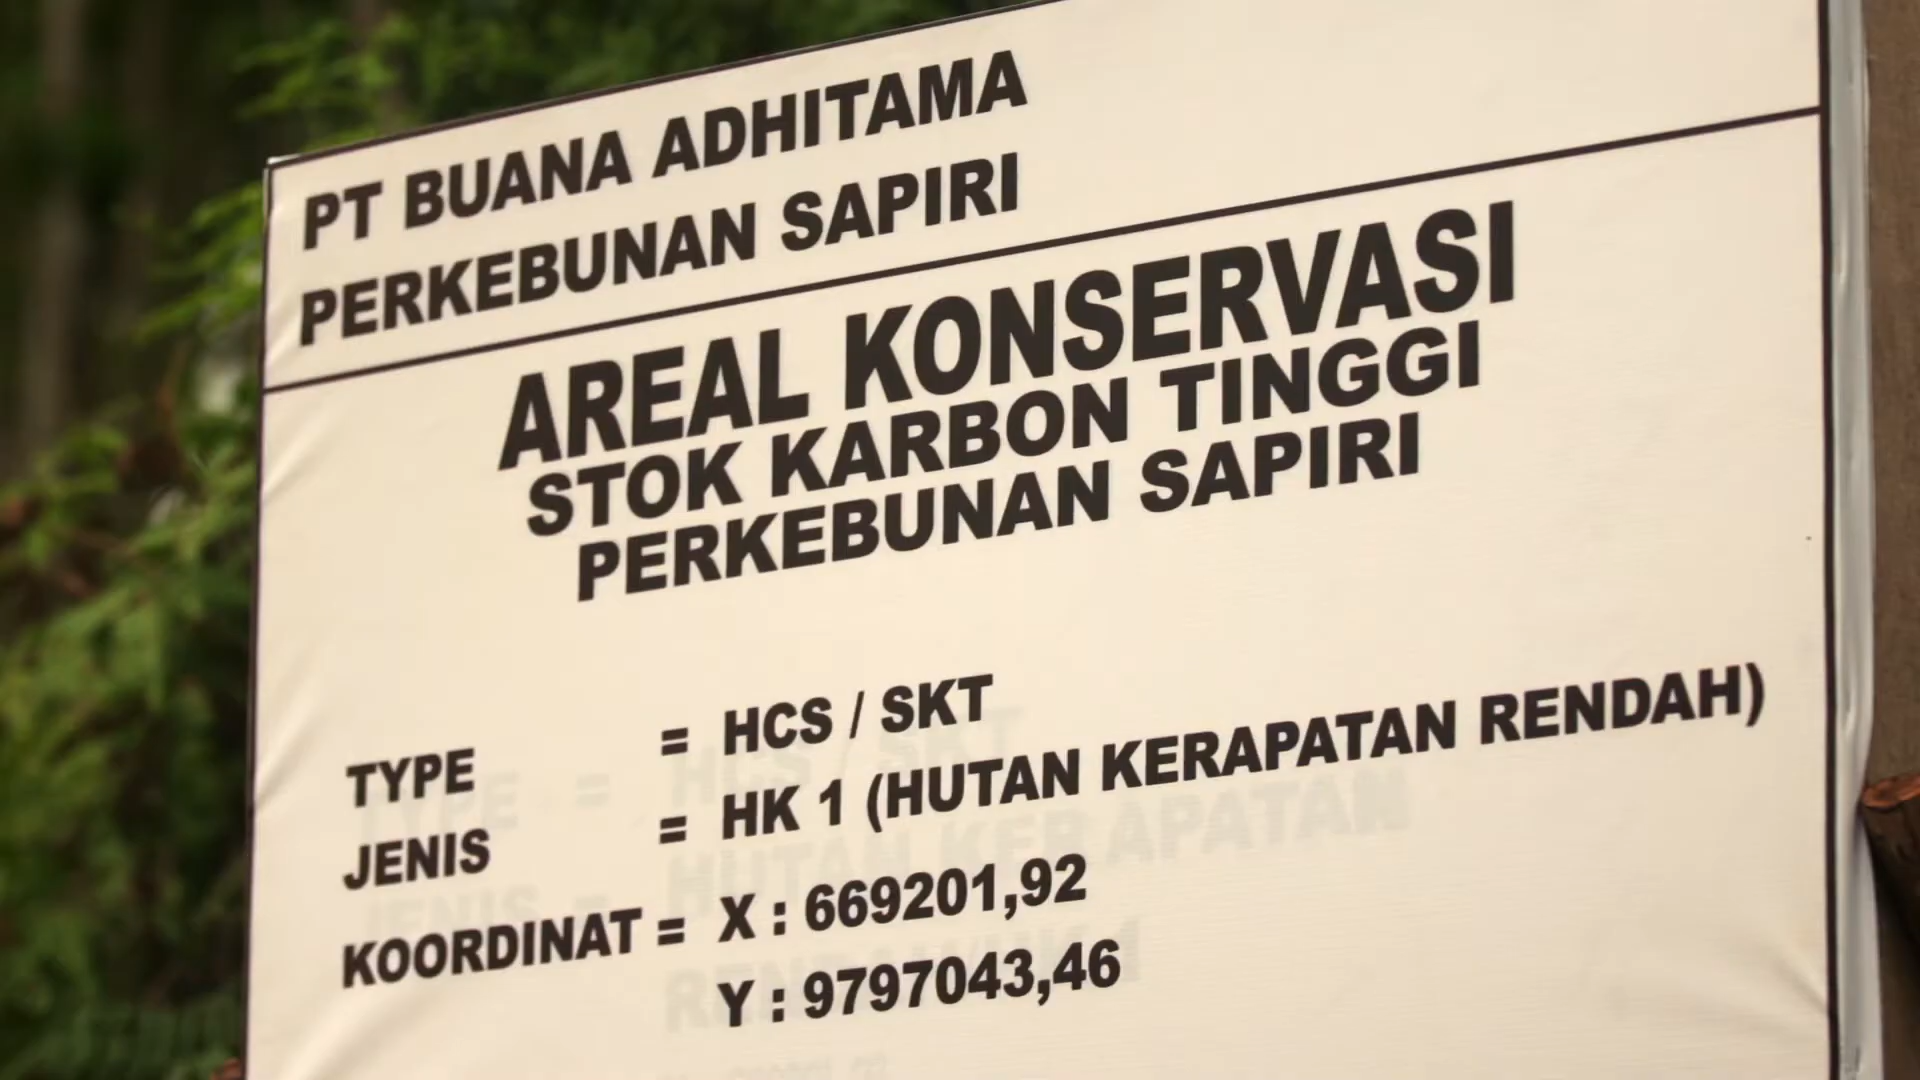 PT BUANA ADHITAMA
PERKEBUNAN SAPIRI
AREAL KONSERVASI
STOK KARBON TINGGI
PERKEBUNAN SAPIRI
TYPE = HCS / SKT
JENIS = HK 1 (HUTAN KERAPATAN RENDAH)
KOORDINAT = X : 669201,92
Y : 9797043,46